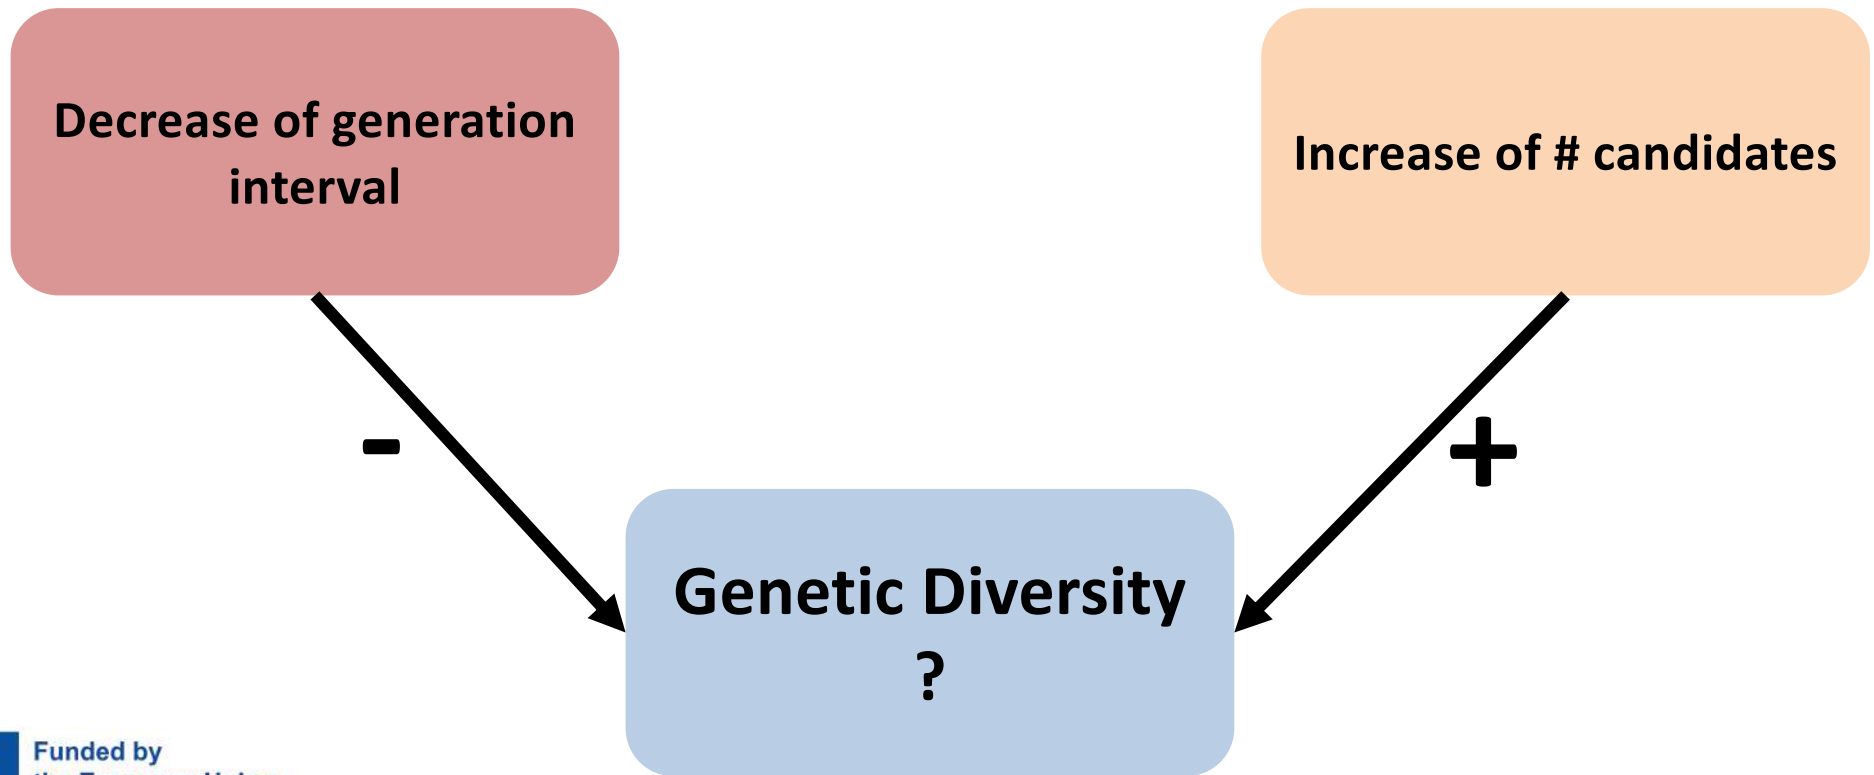 Decrease of generation
interval
Increase of # candidates
-
+
Genetic Diversity
?
Funded by